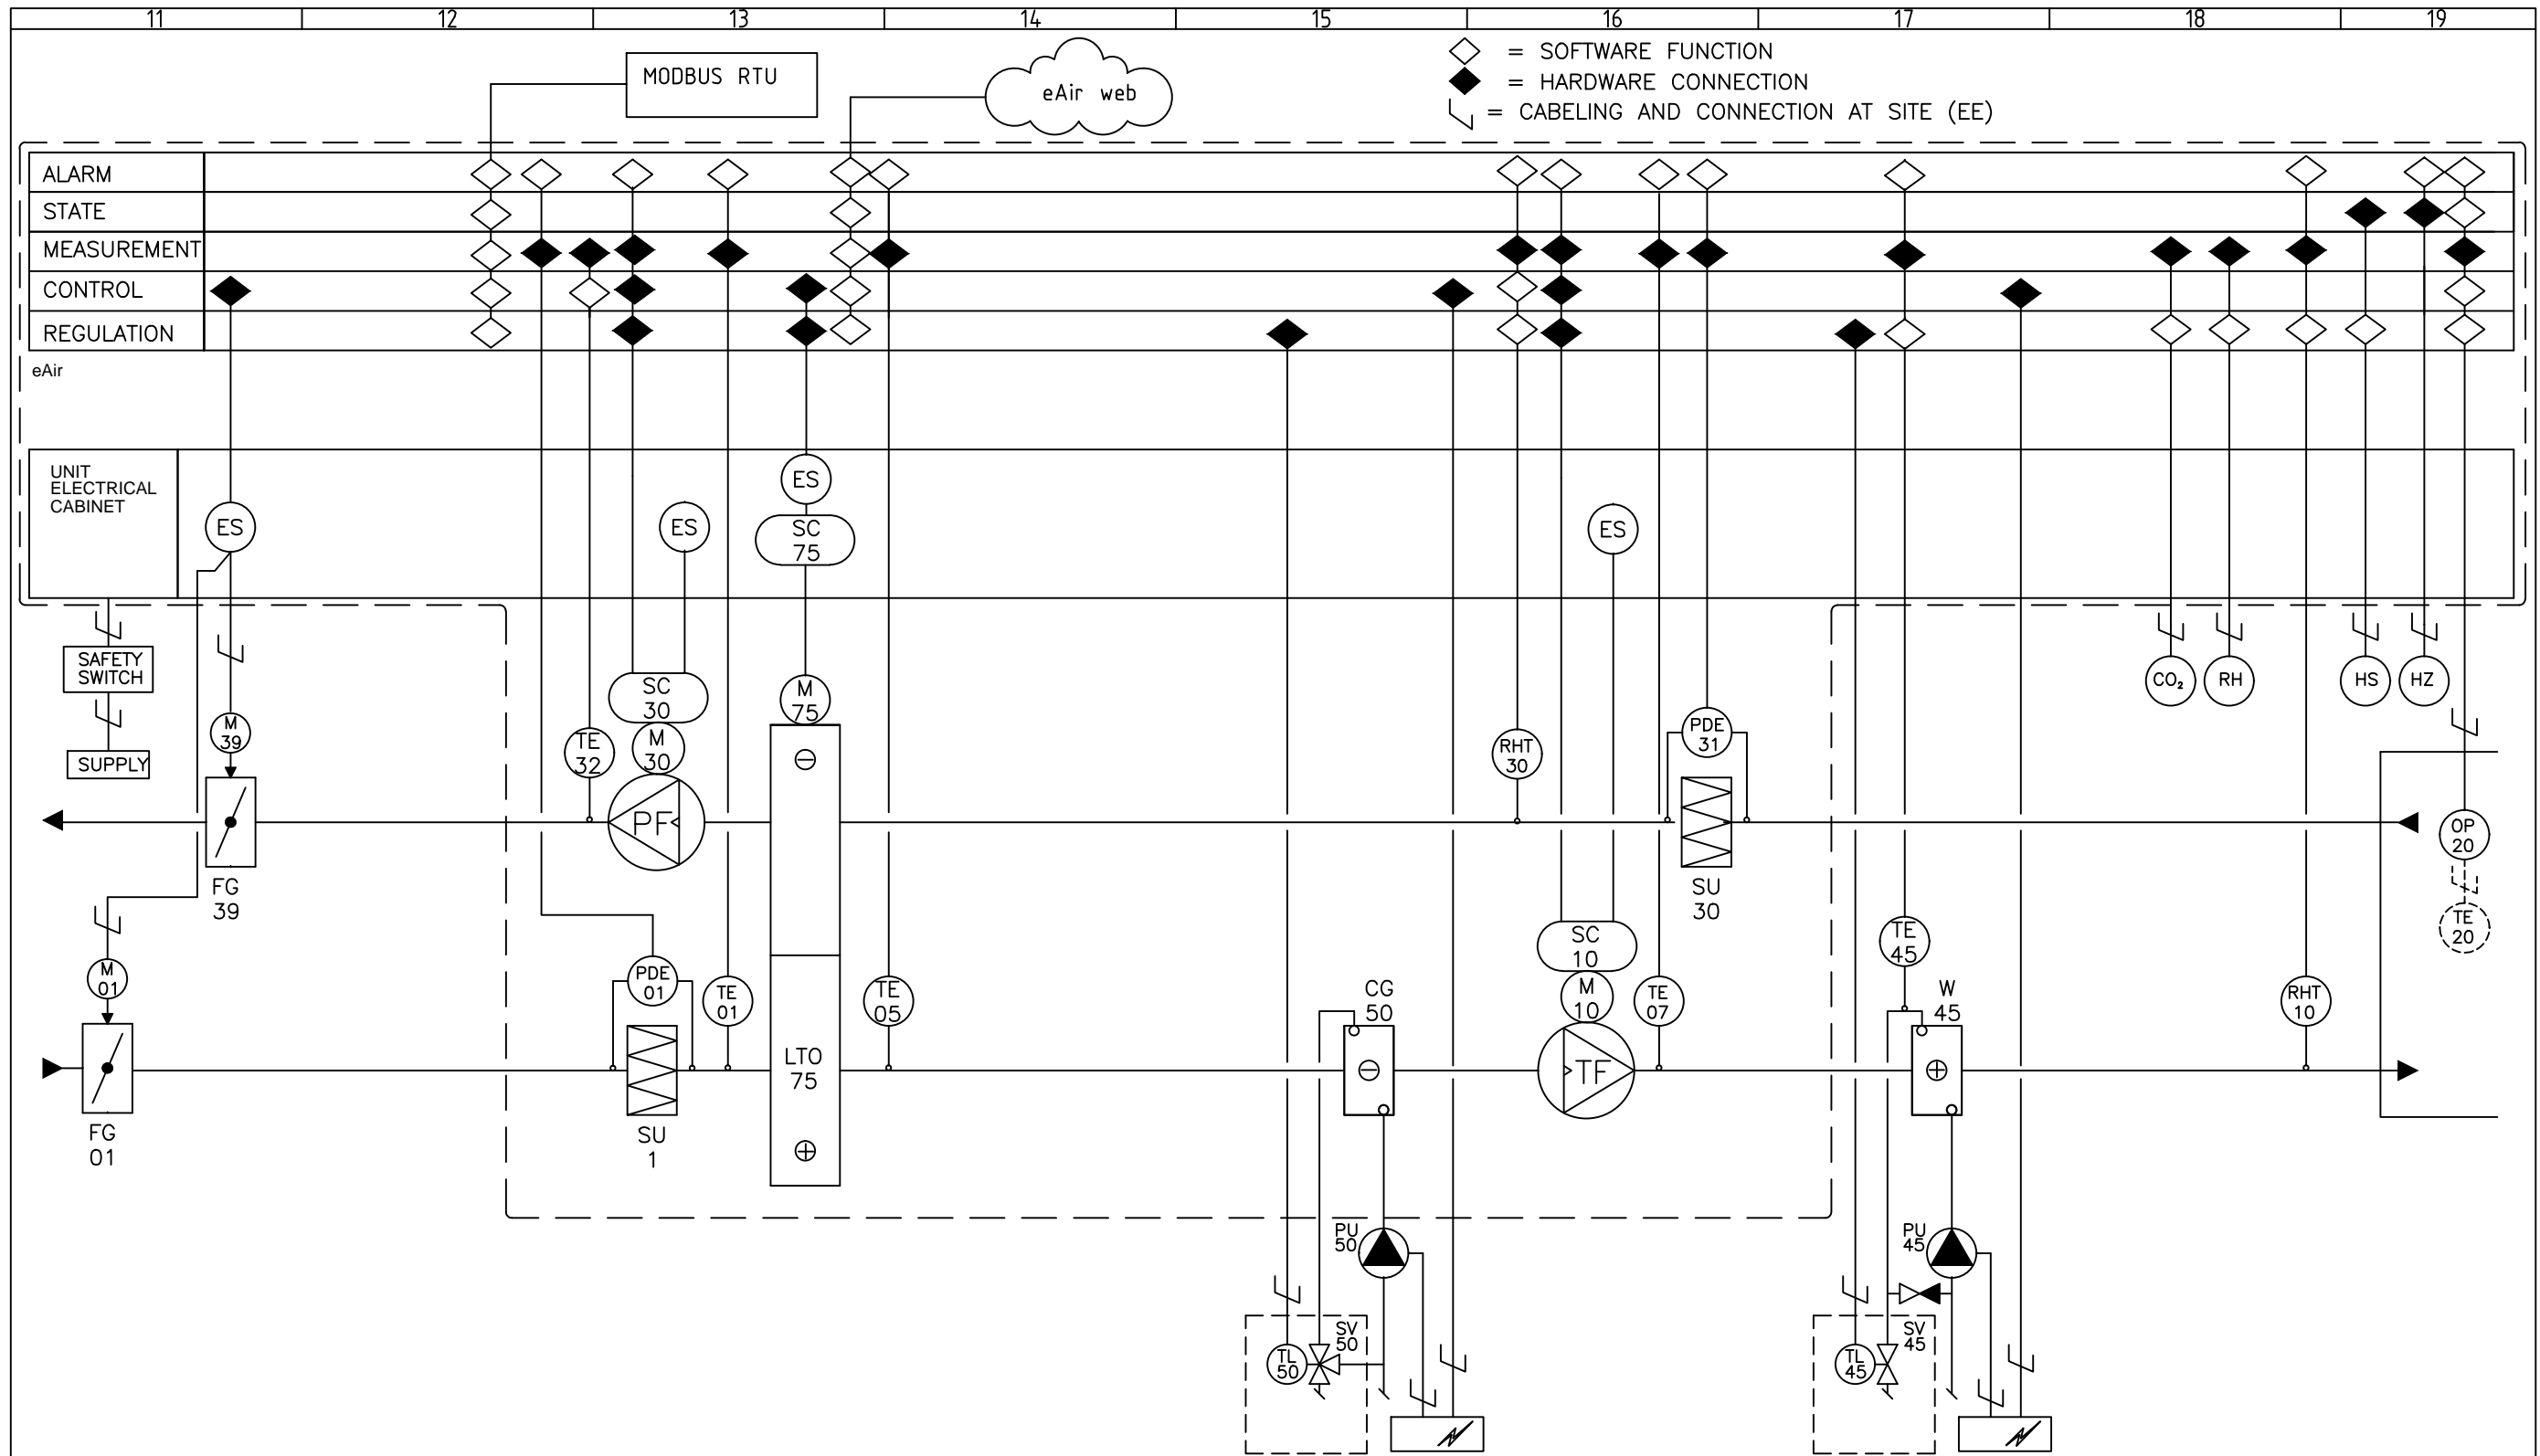 11 12 13 14 15 16 17 18 19
MODBUS RTU
eAir web
= SOFTWARE FUNCTION
= HARDWARE CONNECTION
= CABELING AND CONNECTION AT SITE (EE)
ALARM
STATE
MEASUREMENT
CONTROL
REGULATION
eAir
UNIT
ELECTRICAL
CABINET
ES
ES
ES
SC
75
ES
SAFETY
SWITCH
SUPPLY
M
39
TE
32
SC
30
M
30
M
75
RHT
30
PDE
31
CO₂
RH
HS
HZ
PF
OP
20
TE
20
FG
39
SU
30
M
01
PDE
01
TE
01
TE
05
CG
50
SC
10
M
10
TE
07
TE
45
W
45
RHT
10
LTO
75
TF
FG
01
SU
1
PU
50
PU
45
SV
50
TL
50
SV
45
TL
45